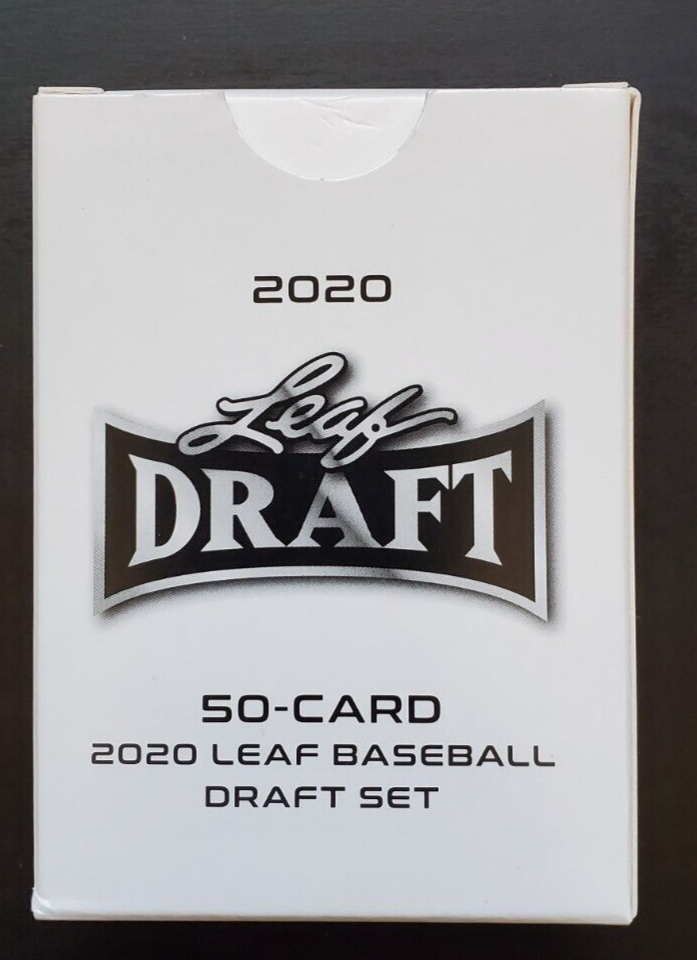 2020
Leaf
DRAFT
50-CARD
2020 LEAF BASEBALL
DRAFT SET